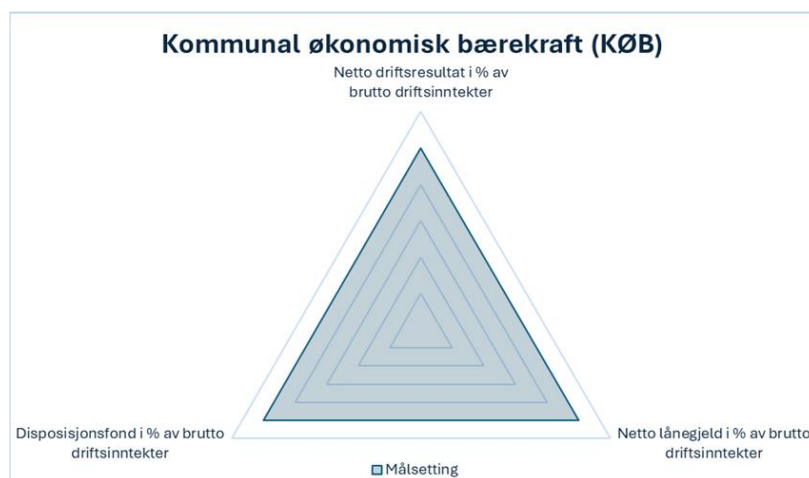 Kommunal økonomisk bærekraft (KØB)
Netto driftsresultat i % av
brutto driftsinntekter
Disposisjonsfond i % av brutto
driftsinntekter
Netto lånegjeld i % av brutto
driftsinntekter
Målsetting